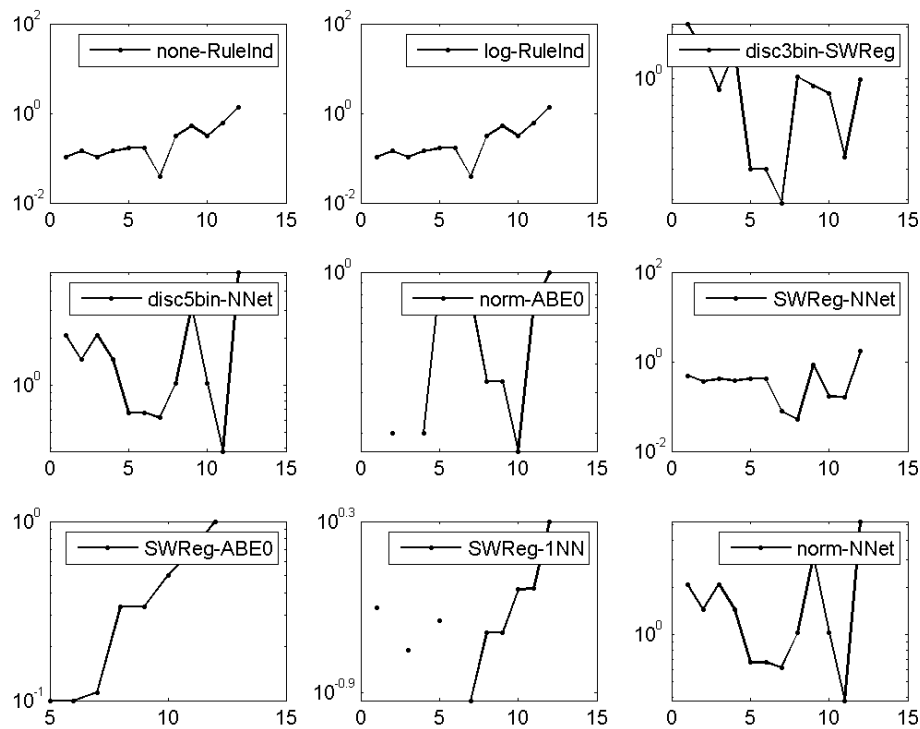 10^2
none-RuleInd
10^0
10^-2
0 5 10 15
10^2
log-RuleInd
10^0
10^-2
0 5 10 15
disc3bin-SWReg
10^0
0 5 10 15
disc5bin-NNet
10^0
0 5 10 15
10^0
norm-ABE0
0 5 10 15
10^2
SWReg-NNet
10^0
10^-2
0 5 10 15
10^0
SWReg-ABE0
10^-1
5 10 15
10^0.3
SWReg-1NN
10^-0.9
0 5 10 15
norm-NNet
10^0
0 5 10 15